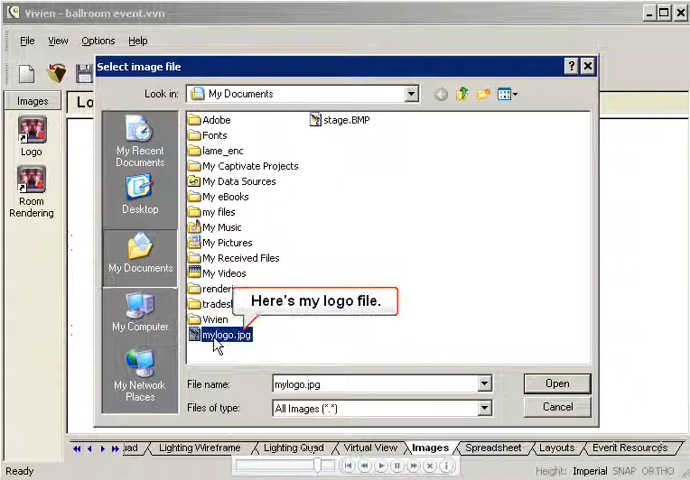 Vivien - ballroom event.vvn
File View Options Help
Select image file
Look in: My Documents
Images
Lo
Logo
Room
Rendering
My Recent
Documents
Desktop
My Documents
My Computer
My Network
Places
Adobe
Fonts
lame_enc
My Captivate Projects
My Data Sources
My eBooks
my files
My Music
My Pictures
My Received Files
My Videos
renderi
tradesh
Vivien
mylogo.jpg
stage.BMP
Here's my logo file.
File name: mylogo.jpg Open
Files of type: All Images (*.*) Cancel
uad Lighting Wireframe Lighting Quad Virtual View Images Spreadsheet Layouts Event Resources
Ready Height: Imperial SNAP ORTHO